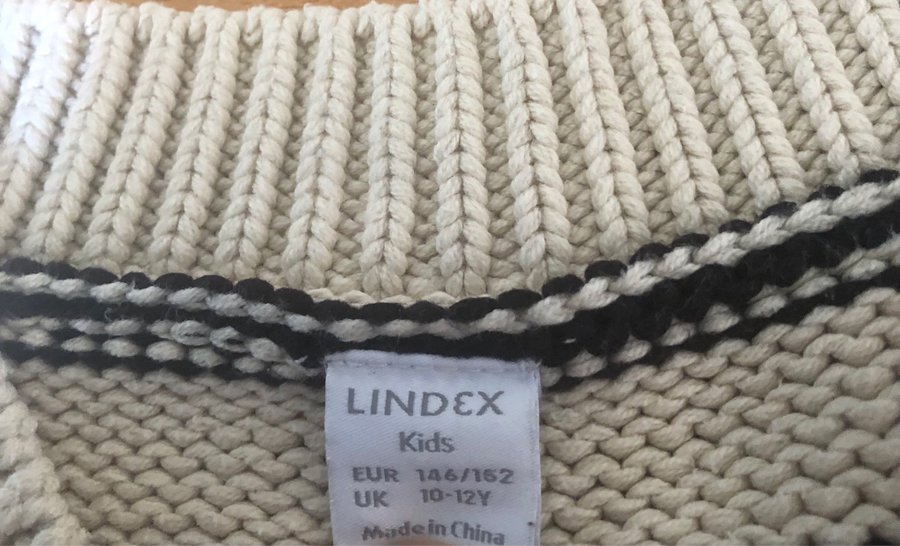 LINDEX
Kids
EUR 146/152
UK 10-12Y
Made in China